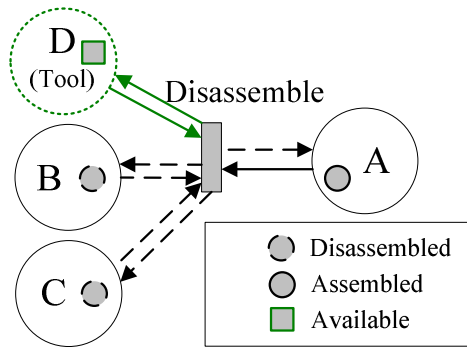 D
(Tool)
Disassemble
B
A
C
Disassembled
Assembled
Available